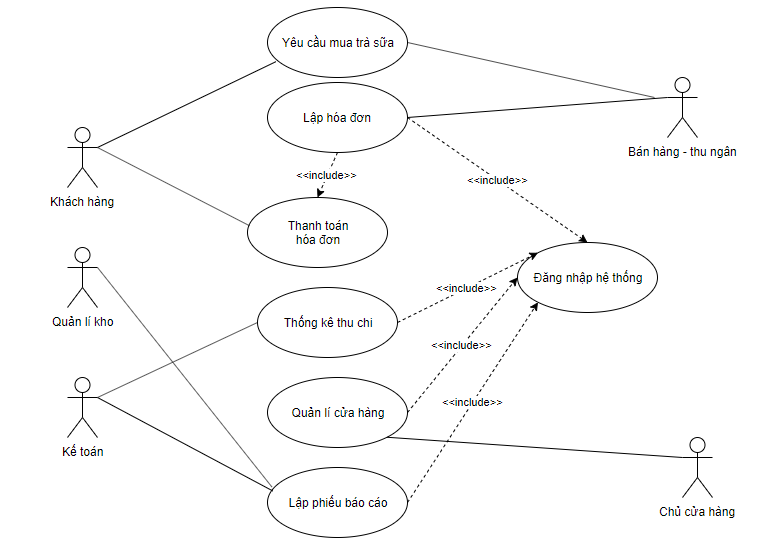 Yêu cầu mua trà sữa
Lập hóa đơn
Bán hàng - thu ngân
<<include>>
<<include>>
Khách hàng
Thanh toán
hóa đơn
Đăng nhập hệ thống
<<include>>
Quản lí kho
Thống kê thu chi
<<include>>
<<include>>
Quản lí cửa hàng
Kế toán
Lập phiếu báo cáo
Chủ cửa hàng